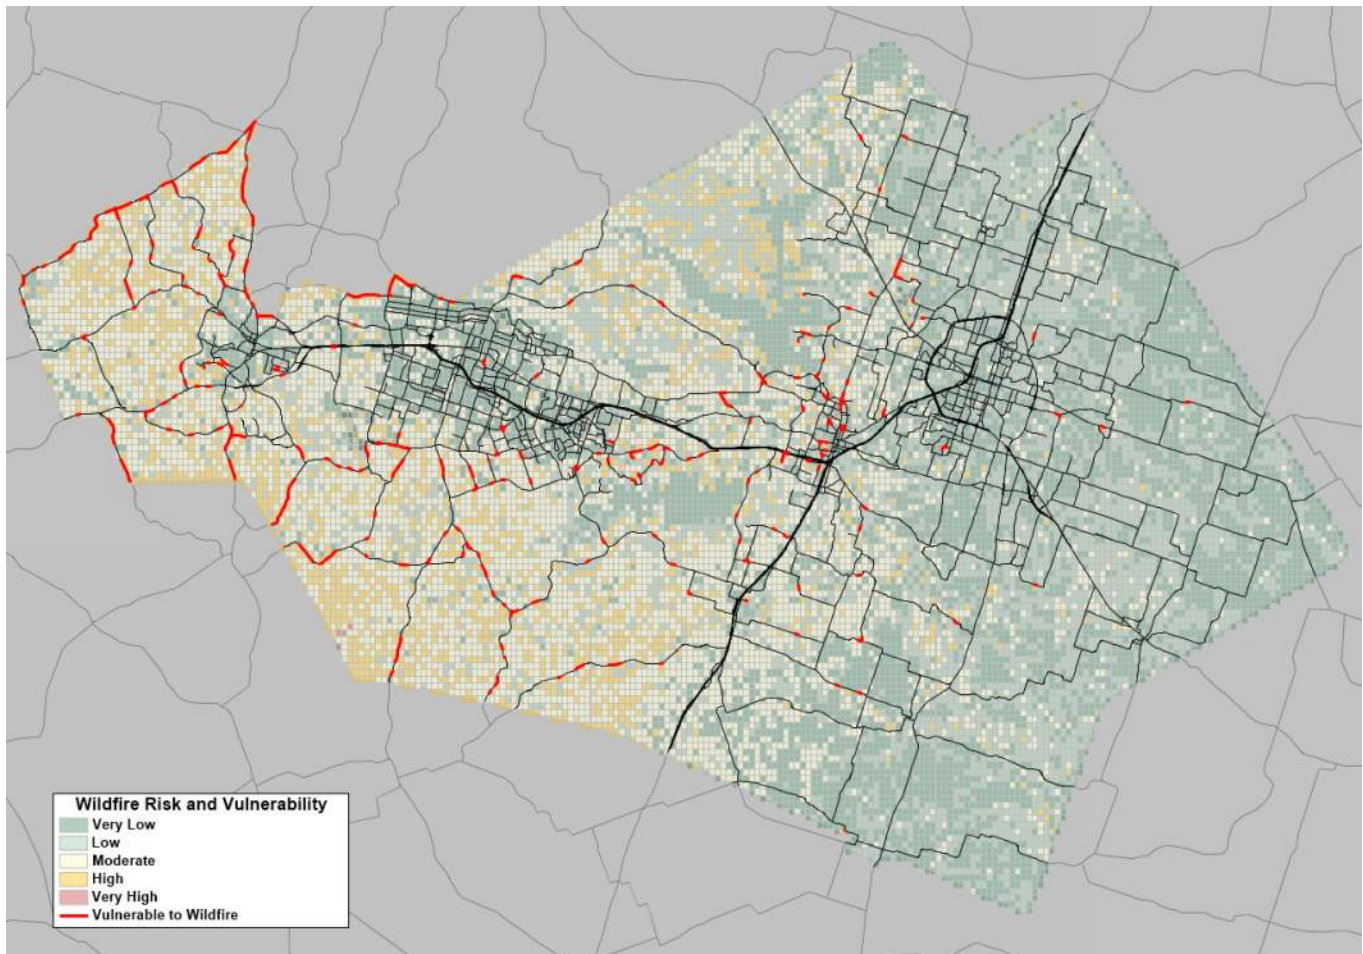 Wildfire Risk and Vulnerability
Very Low
Low
Moderate
High
Very High
Vulnerable to Wildfire